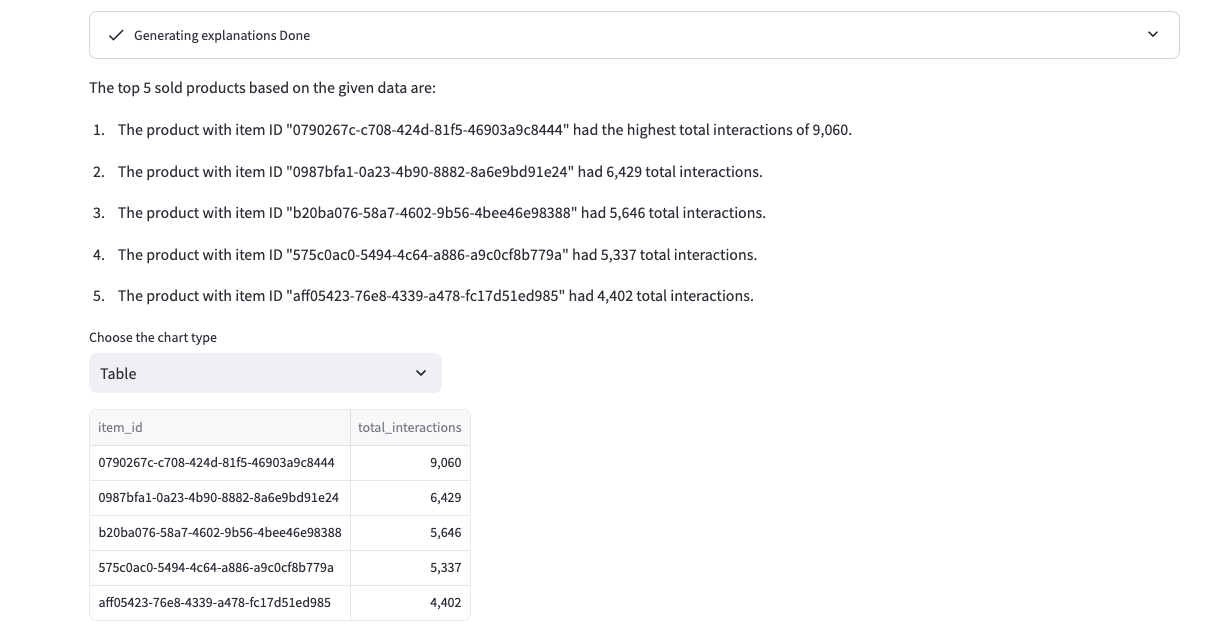 Generating explanations Done
The top 5 sold products based on the given data are:
1. The product with item ID "0790267c-c708-424d-81f5-46903a9c8444" had the highest total interactions of 9,060.
2. The product with item ID "0987bfa1-0a23-4b90-8882-8a6e9bd91e24" had 6,429 total interactions.
3. The product with item ID "b20ba076-58a7-4602-9b56-4bee46e98388" had 5,646 total interactions.
4. The product with item ID "575c0ac0-5494-4c64-a886-a9c0cf8b779a" had 5,337 total interactions.
5. The product with item ID "aff05423-76e8-4339-a478-fc17d51ed985" had 4,402 total interactions.
Choose the chart type
Table
item_id total_interactions
0790267c-c708-424d-81f5-46903a9c8444 9,060
0987bfa1-0a23-4b90-8882-8a6e9bd91e24 6,429
b20ba076-58a7-4602-9b56-4bee46e98388 5,646
575c0ac0-5494-4c64-a886-a9c0cf8b779a 5,337
aff05423-76e8-4339-a478-fc17d51ed985 4,402